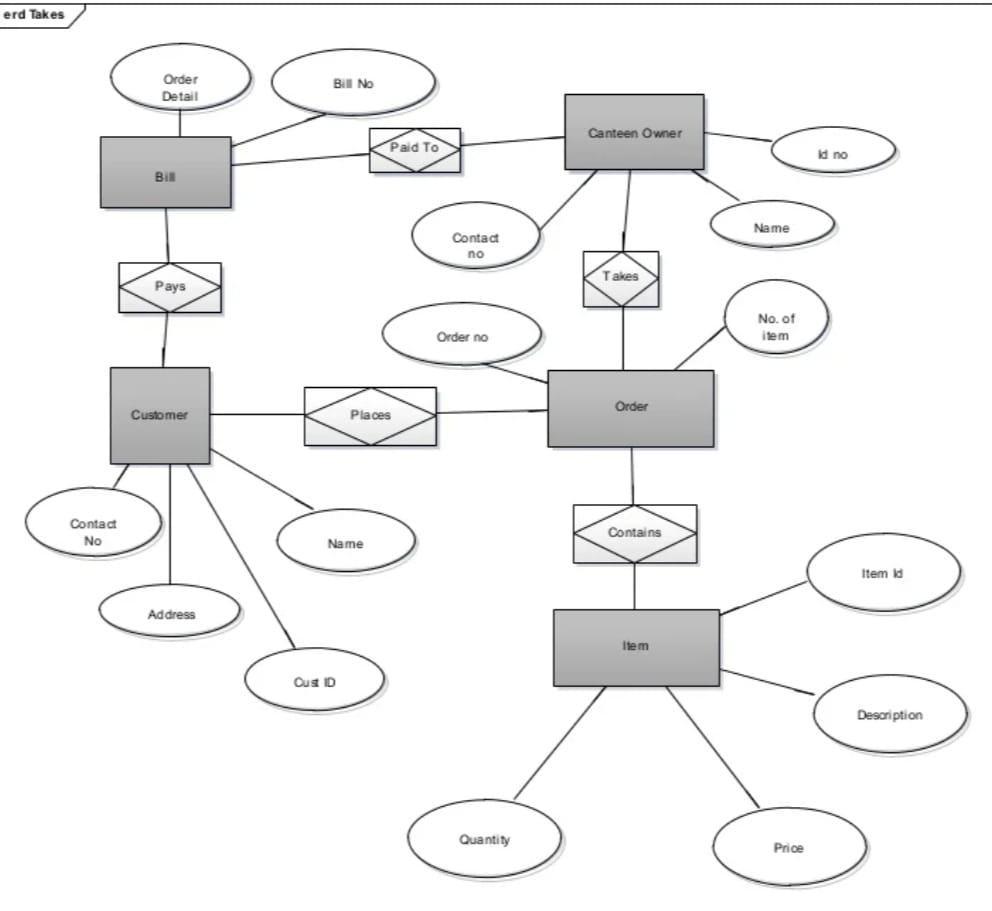 erd Takes
Order
Detail
Bill No
Bill
Paid To
Canteen Owner
Id no
Contact
no
Name
Pays
Takes
Order no
No. of
item
Customer
Places
Order
Contact
No
Name
Contains
Address
Item Id
Item
Cust ID
Description
Quantity
Price